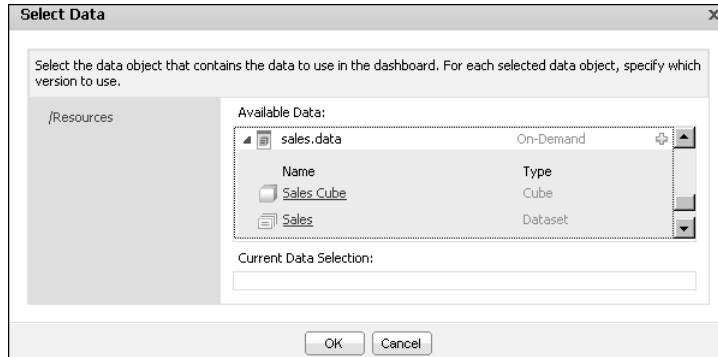 Select Data x
Select the data object that contains the data to use in the dashboard. For each selected data object, specify which
version to use.
/Resources
Available Data:
sales.data On-Demand
Name Type
Sales Cube Cube
Sales Dataset
Current Data Selection:
OK Cancel